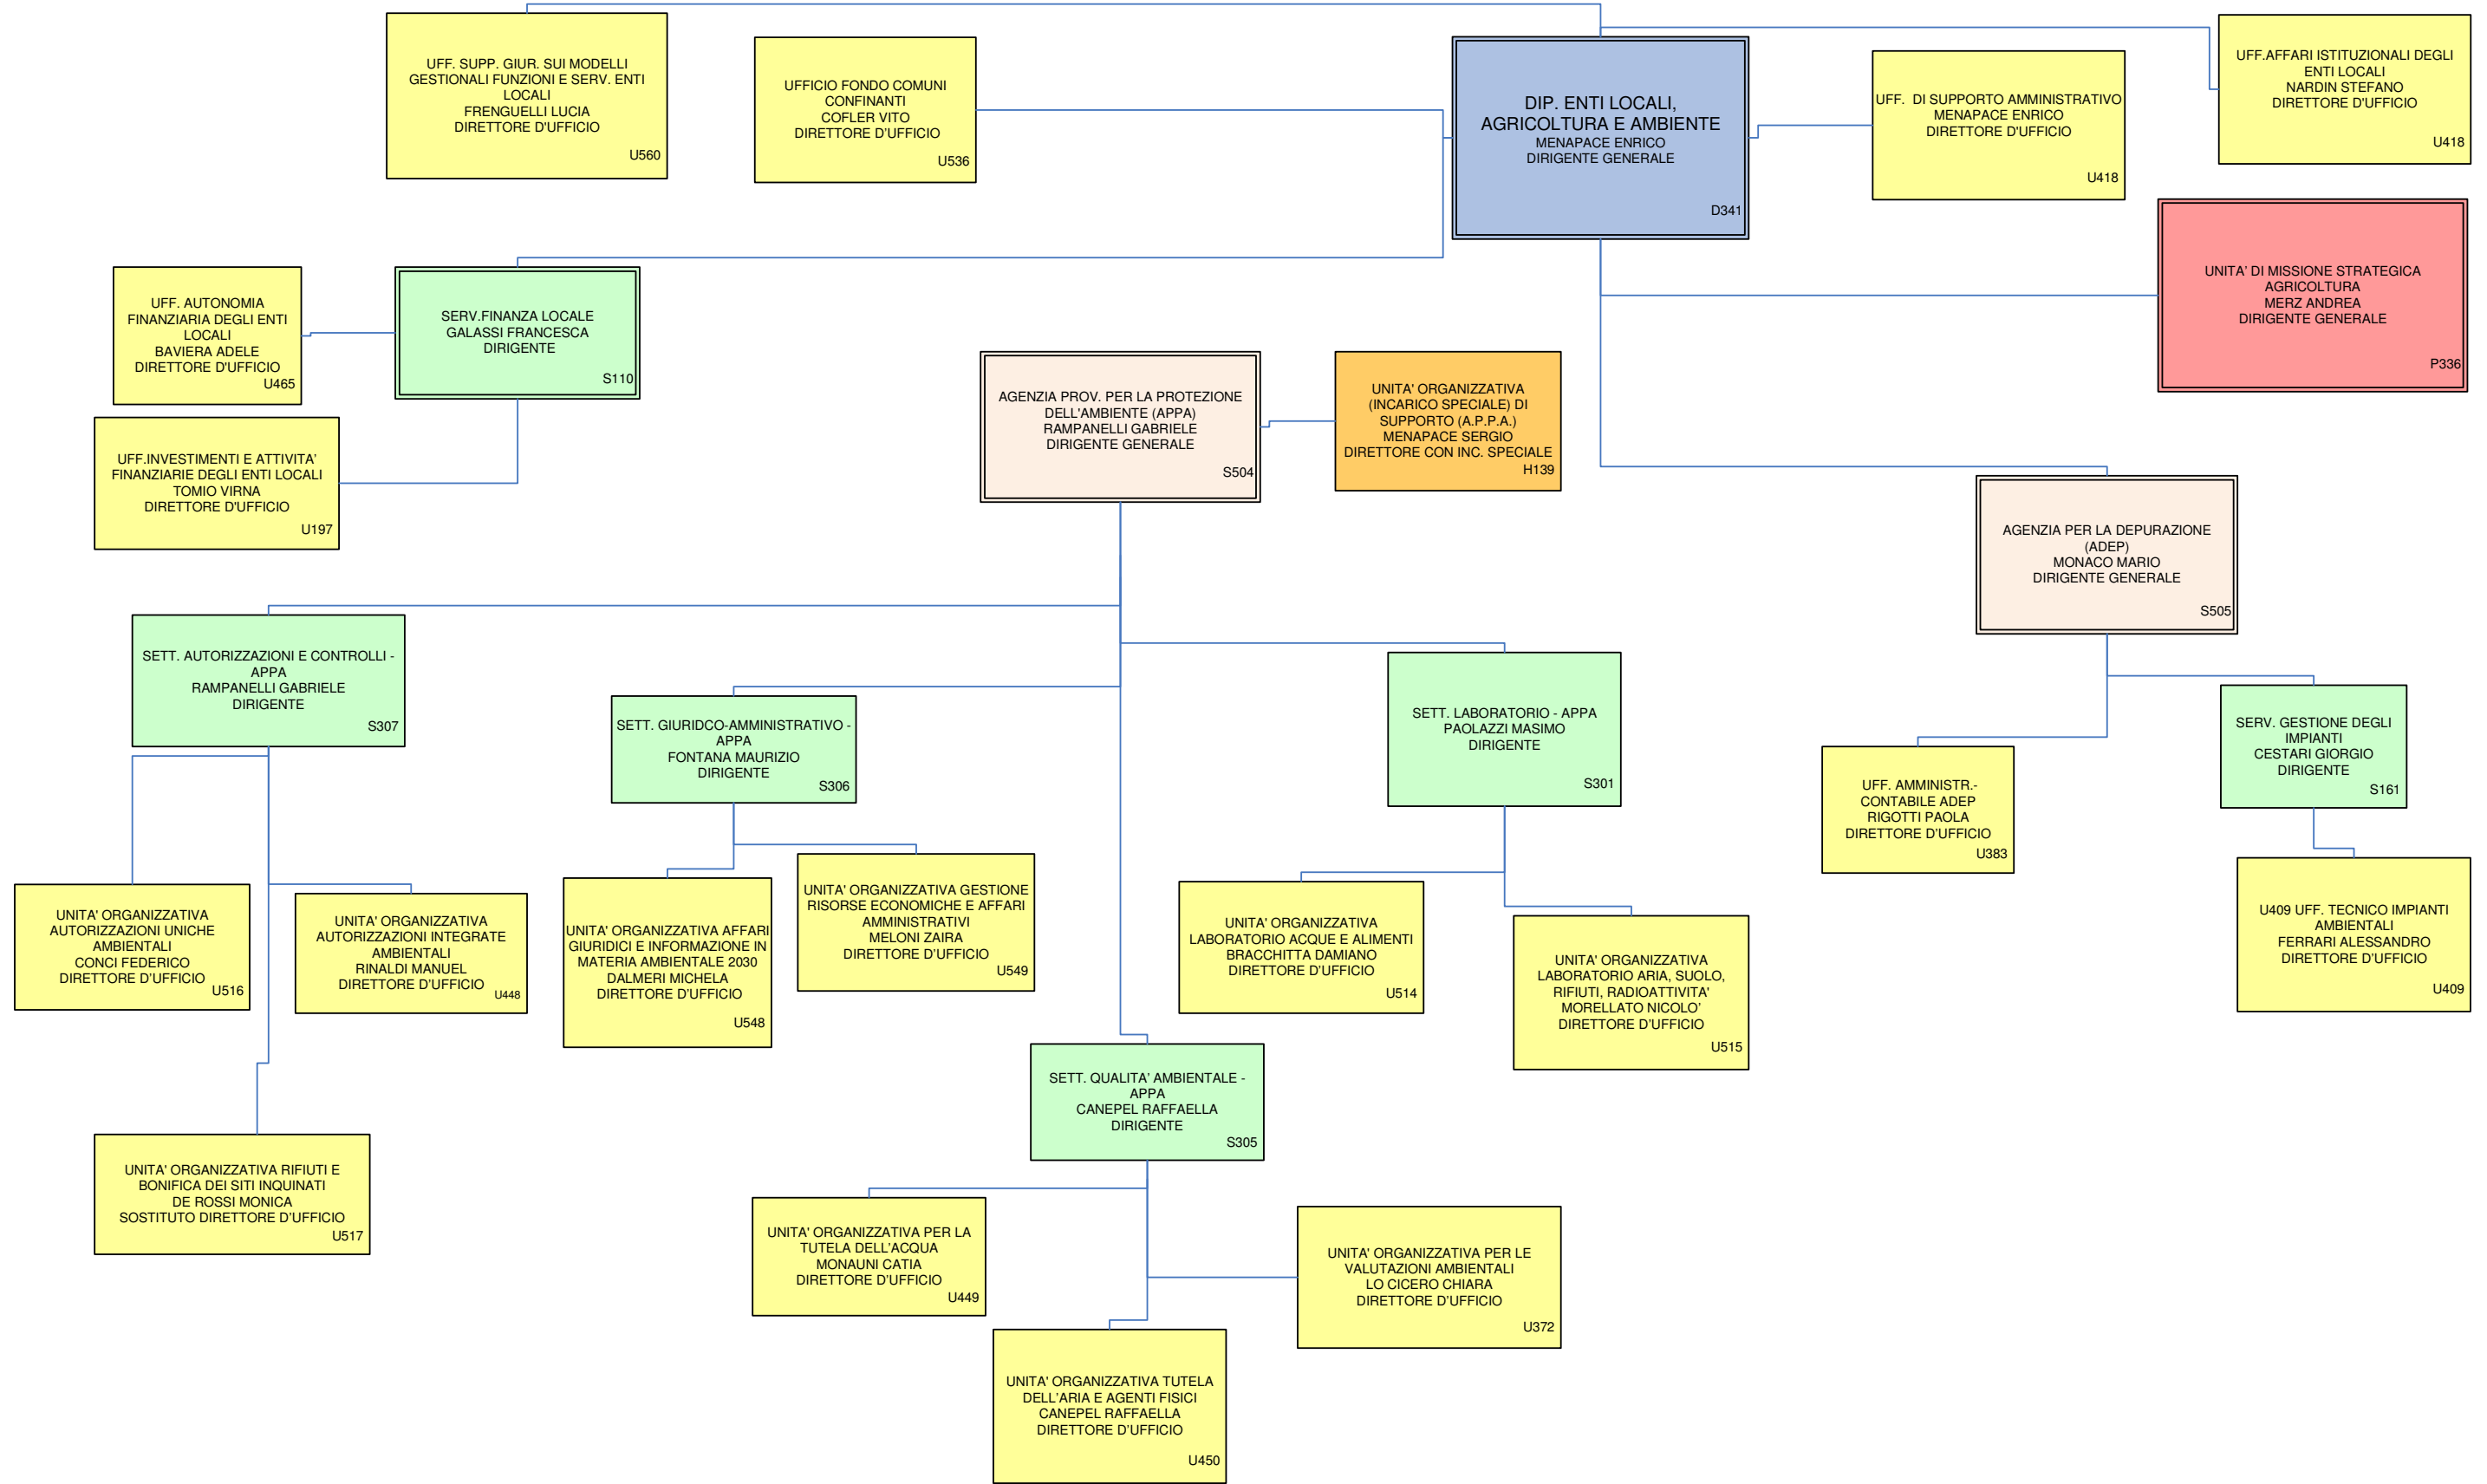 UFF. SUPP. GIUR. SUI MODELLI
GESTIONALI FUNZIONI E SERV. ENTI
LOCALI
FRENGUELLI LUCIA
DIRETTORE D'UFFICIO
U560
UFFICIO FONDO COMUNI
CONFINANTI
COFLER VITO
DIRETTORE D'UFFICIO
U536
DIP. ENTI LOCALI,
AGRICOLTURA E AMBIENTE
MENAPACE ENRICO
DIRIGENTE GENERALE
D341
UFF.  DI SUPPORTO AMMINISTRATIVO
MENAPACE ENRICO
DIRETTORE D'UFFICIO
U418
UFF.AFFARI ISTITUZIONALI DEGLI
ENTI LOCALI
NARDIN STEFANO
DIRETTORE D'UFFICIO
U418
UNITA' DI MISSIONE STRATEGICA
AGRICOLTURA
MERZ ANDREA
DIRIGENTE GENERALE
P336
UFF. AUTONOMIA
FINANZIARIA DEGLI ENTI
LOCALI
BAVIERA ADELE
DIRETTORE D'UFFICIO
U465
SERV.FINANZA LOCALE
GALASSI FRANCESCA
DIRIGENTE
S110
UFF.INVESTIMENTI E ATTIVITA'
FINANZIARIE DEGLI ENTI LOCALI
TOMIO VIRNA
DIRETTORE D'UFFICIO
U197
AGENZIA PROV. PER LA PROTEZIONE
DELL'AMBIENTE (APPA)
RAMPANELLI GABRIELE
DIRIGENTE GENERALE
S504
UNITA' ORGANIZZATIVA
(INCARICO SPECIALE) DI
SUPPORTO (A.P.P.A.)
MENAPACE SERGIO
DIRETTORE CON INC. SPECIALE
H139
AGENZIA PER LA DEPURAZIONE
(ADEP)
MONACO MARIO
DIRIGENTE GENERALE
S505
SETT. AUTORIZZAZIONI E CONTROLLI -
APPA
RAMPANELLI GABRIELE
DIRIGENTE
S307
SETT. GIURIDCO-AMMINISTRATIVO -
APPA
FONTANA MAURIZIO
DIRIGENTE
S306
SETT. LABORATORIO - APPA
PAOLAZZI MASIMO
DIRIGENTE
S301
SERV. GESTIONE DEGLI
IMPIANTI
CESTARI GIORGIO
DIRIGENTE
S161
UFF. AMMINISTR.-
CONTABILE ADEP
RIGOTTI PAOLA
DIRETTORE D'UFFICIO
U383
UNITA' ORGANIZZATIVA
AUTORIZZAZIONI UNICHE
AMBIENTALI
CONCI FEDERICO
DIRETTORE D'UFFICIO
U516
UNITA' ORGANIZZATIVA
AUTORIZZAZIONI INTEGRATE
AMBIENTALI
RINALDI MANUEL
DIRETTORE D'UFFICIO
U448
UNITA' ORGANIZZATIVA AFFARI
GIURIDICI E INFORMAZIONE IN
MATERIA AMBIENTALE 2030
DALMERI MICHELA
DIRETTORE D'UFFICIO
U548
UNITA' ORGANIZZATIVA GESTIONE
RISORSE ECONOMICHE E AFFARI
AMMINISTRATIVI
MELONI ZAIRA
DIRETTORE D'UFFICIO
U549
UNITA' ORGANIZZATIVA
LABORATORIO ACQUE E ALIMENTI
BRACCHITTA DAMIANO
DIRETTORE D'UFFICIO
U514
UNITA' ORGANIZZATIVA
LABORATORIO ARIA, SUOLO,
RIFIUTI, RADIOATTIVITA'
MORELLATO NICOLO'
DIRETTORE D'UFFICIO
U515
U409 UFF. TECNICO IMPIANTI
AMBIENTALI
FERRARI ALESSANDRO
DIRETTORE D'UFFICIO
U409
SETT. QUALITA' AMBIENTALE -
APPA
CANEPEL RAFFAELLA
DIRIGENTE
S305
UNITA' ORGANIZZATIVA RIFIUTI E
BONIFICA DEI SITI INQUINATI
DE ROSSI MONICA
SOSTITUTO DIRETTORE D'UFFICIO
U517
UNITA' ORGANIZZATIVA PER LA
TUTELA DELL'ACQUA
MONAUNI CATIA
DIRETTORE D'UFFICIO
U449
UNITA' ORGANIZZATIVA PER LE
VALUTAZIONI AMBIENTALI
LO CICERO CHIARA
DIRETTORE D'UFFICIO
U372
UNITA' ORGANIZZATIVA TUTELA
DELL'ARIA E AGENTI FISICI
CANEPEL RAFFAELLA
DIRETTORE D'UFFICIO
U450